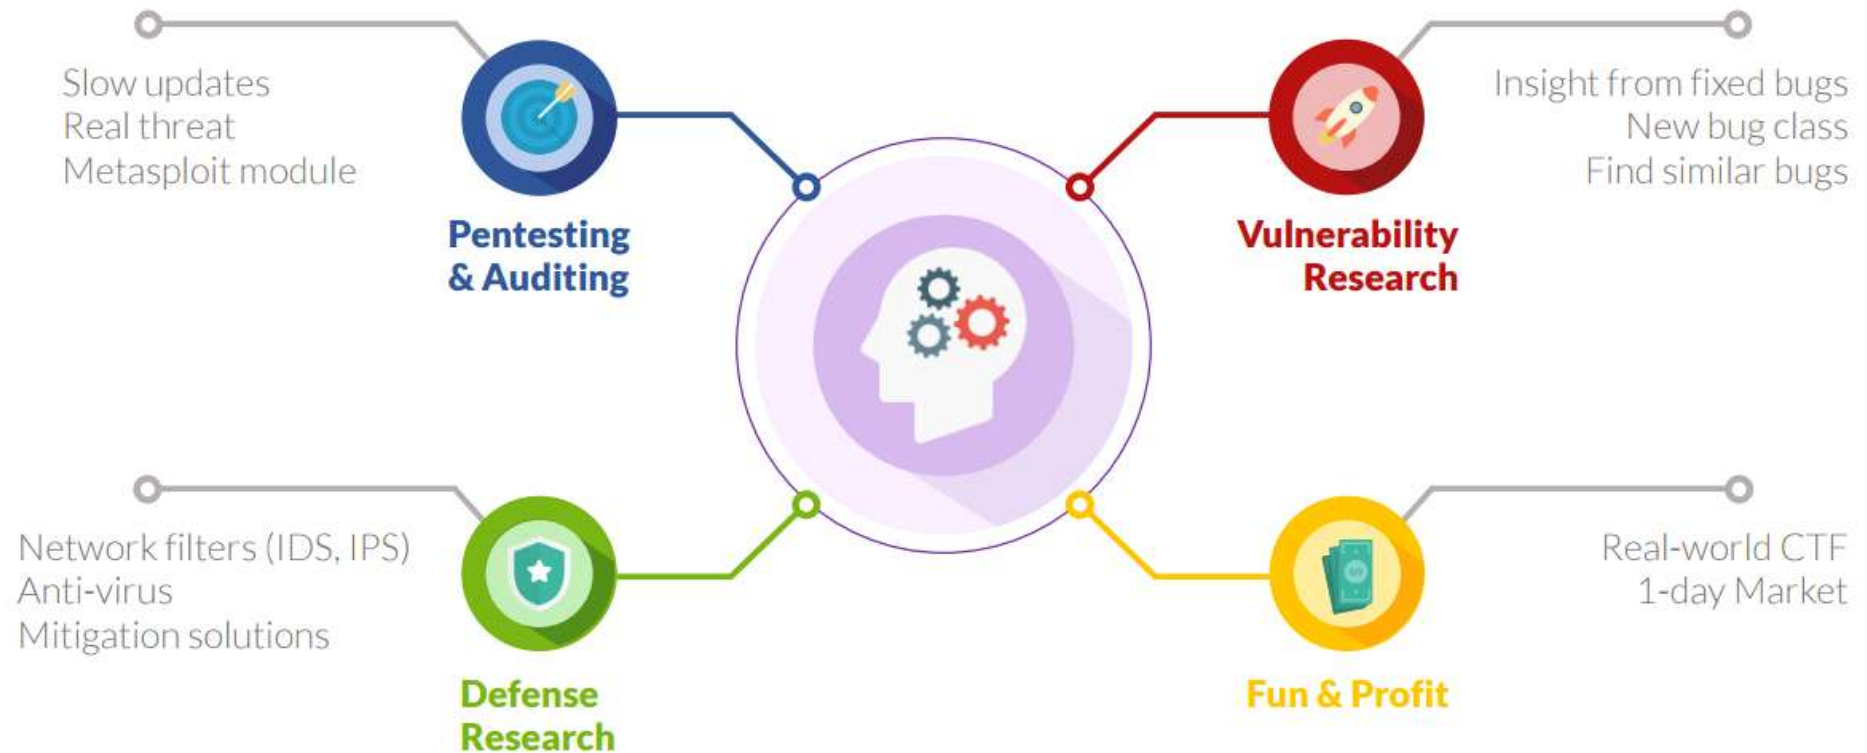 Slow updates
Real threat
Metasploit module
Pentesting
& Auditing
Insight from fixed bugs
New bug class
Find similar bugs
Vulnerability
Research
Network filters (IDS, IPS)
Anti-virus
Mitigation solutions
Defense
Research
Real-world CTF
1-day Market
Fun & Profit